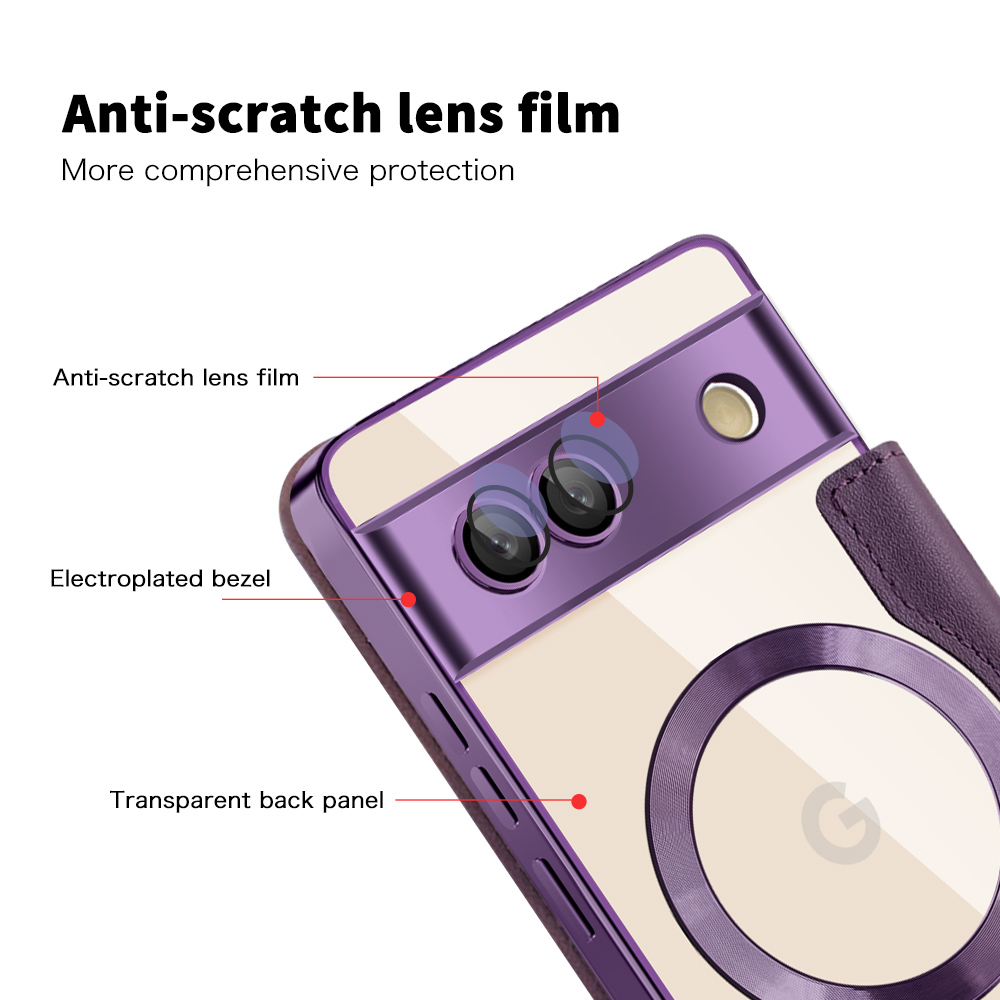 Anti-scratch lens film
More comprehensive protection
Anti-scratch lens film
Electroplated bezel
Transparent back panel
G